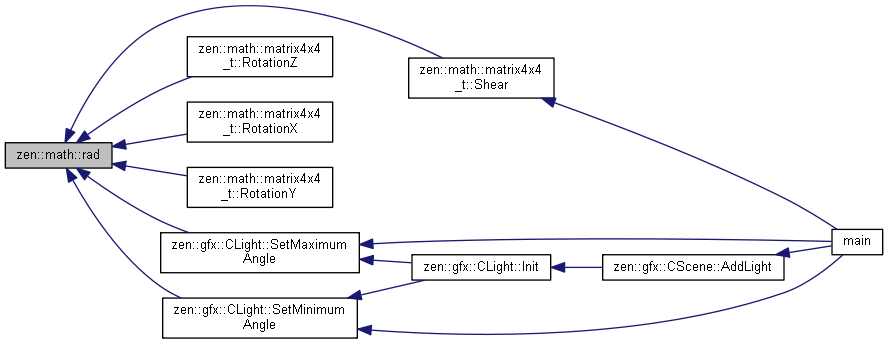 zen::math::rad
zen::math::matrix4x4
_t::RotationZ
zen::math::matrix4x4
_t::RotationX
zen::math::matrix4x4
_t::RotationY
zen::gfx::CLight::SetMaximum
Angle
zen::gfx::CLight::SetMinimum
Angle
zen::math::matrix4x4
_t::Shear
zen::gfx::CLight::Init
zen::gfx::CScene::AddLight
main